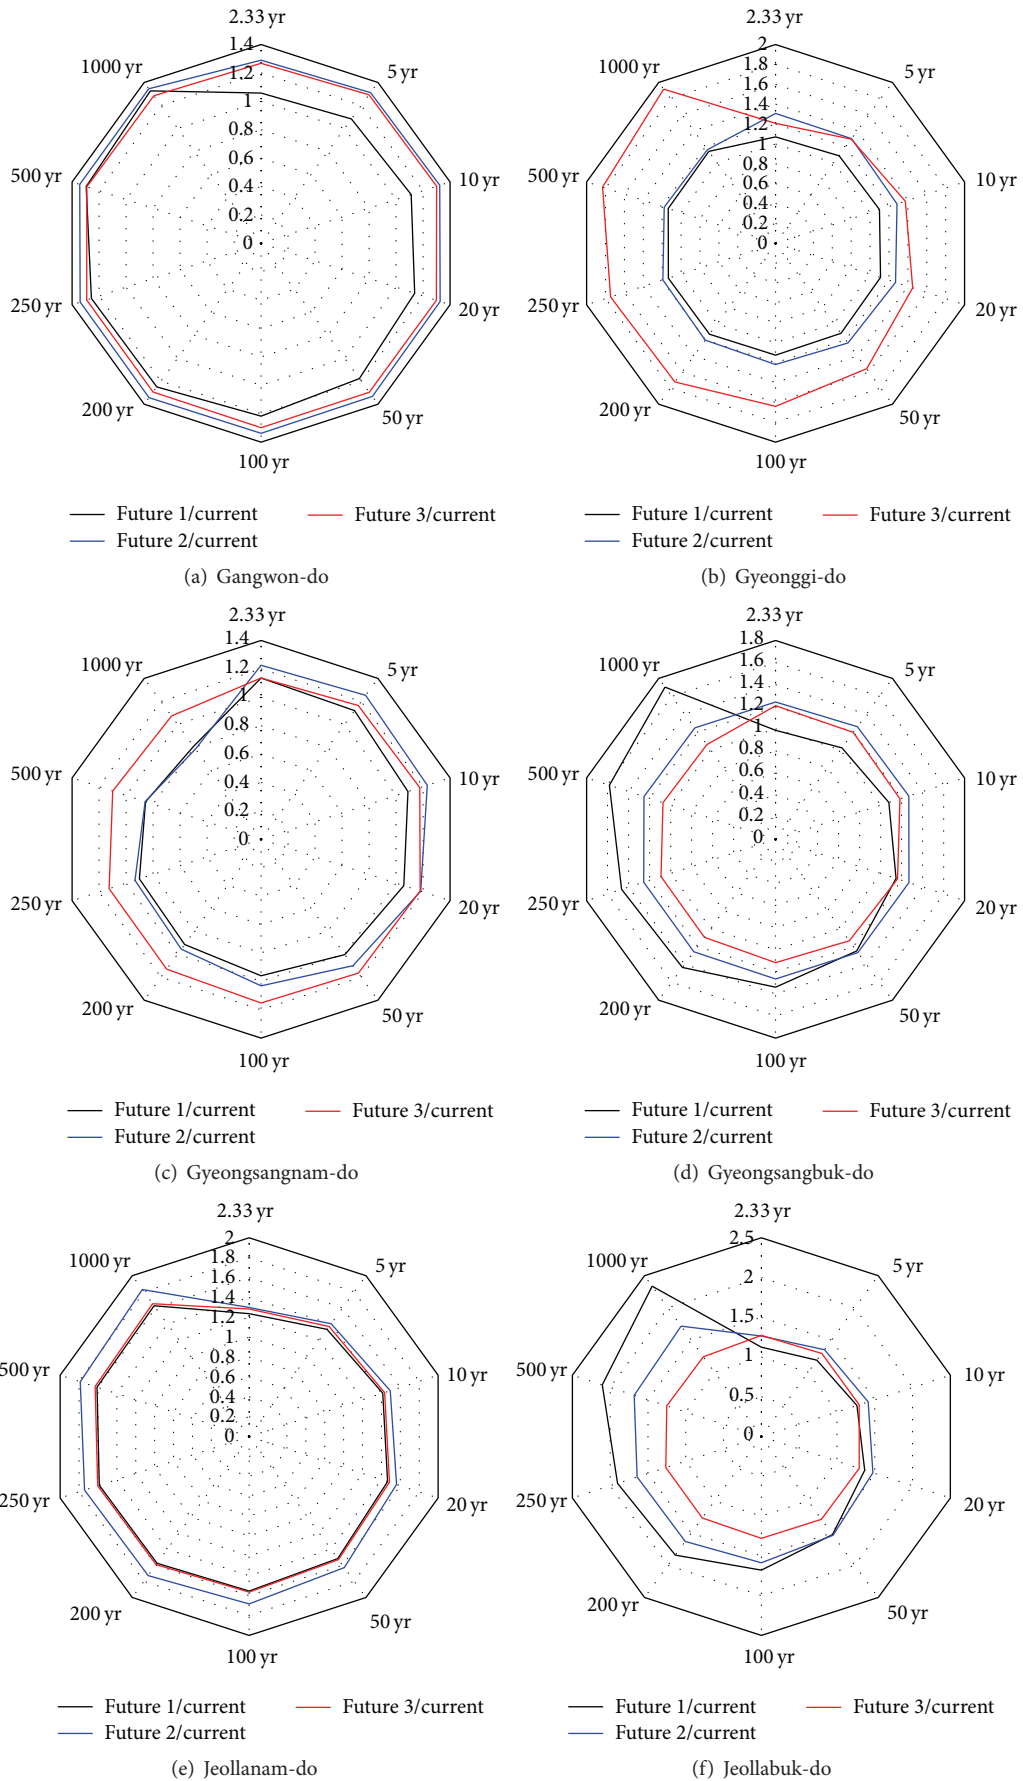 2.33 yr
1.4
1.2
1
0.8
0.6
0.4
0.2
0
5 yr
10 yr
20 yr
50 yr
100 yr
200 yr
250 yr
500 yr
1000 yr
Future 1/current
Future 3/current
Future 2/current
(a) Gangwon-do
2.33 yr
2
1.8
1.6
1.4
1.2
1
0.8
0.6
0.4
0.2
0
5 yr
10 yr
20 yr
50 yr
100 yr
200 yr
250 yr
500 yr
1000 yr
Future 1/current
Future 3/current
Future 2/current
(b) Gyeonggi-do
2.33 yr
1.4
1.2
1
0.8
0.6
0.4
0.2
0
5 yr
10 yr
20 yr
50 yr
100 yr
200 yr
250 yr
500 yr
1000 yr
Future 1/current
Future 3/current
Future 2/current
(c) Gyeongsangnam-do
2.33 yr
1.8
1.6
1.4
1.2
1
0.8
0.6
0.4
0.2
0
5 yr
10 yr
20 yr
50 yr
100 yr
200 yr
250 yr
500 yr
1000 yr
Future 1/current
Future 3/current
Future 2/current
(d) Gyeongsangbuk-do
2.33 yr
2
1.8
1.6
1.4
1.2
1
0.8
0.6
0.4
0.2
0
5 yr
10 yr
20 yr
50 yr
100 yr
200 yr
250 yr
500 yr
1000 yr
Future 1/current
Future 3/current
Future 2/current
(e) Jeollanam-do
2.33 yr
2.5
2
1.5
1
0.5
0
5 yr
10 yr
20 yr
50 yr
100 yr
200 yr
250 yr
500 yr
1000 yr
Future 1/current
Future 3/current
Future 2/current
(f) Jeollabuk-do